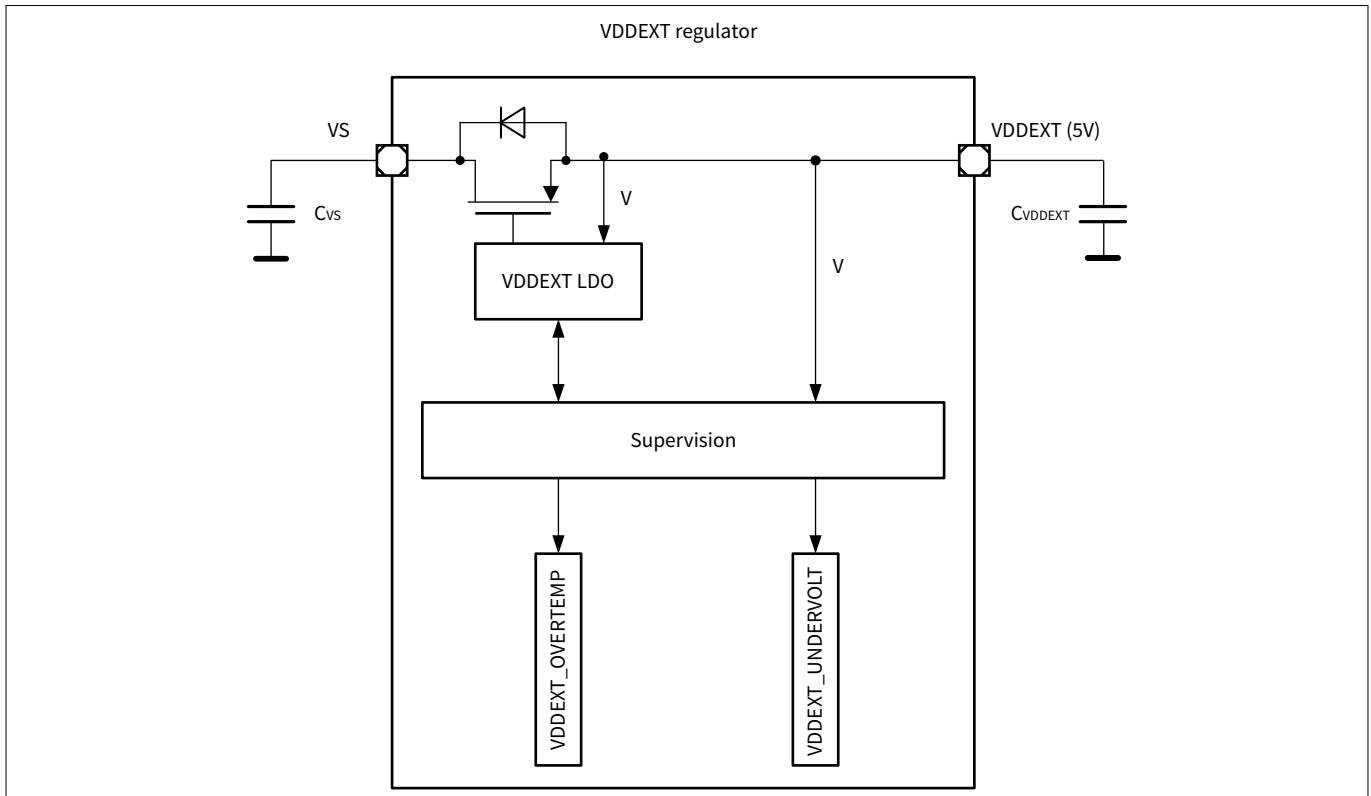 VDDEXT regulator
VS
VDDEXT (5V)
CVS
V
CVDDEXT
VDDEXT LDO
V
Supervision
VDDEXT_OVERTEMP
VDDEXT_UNDERVOLT